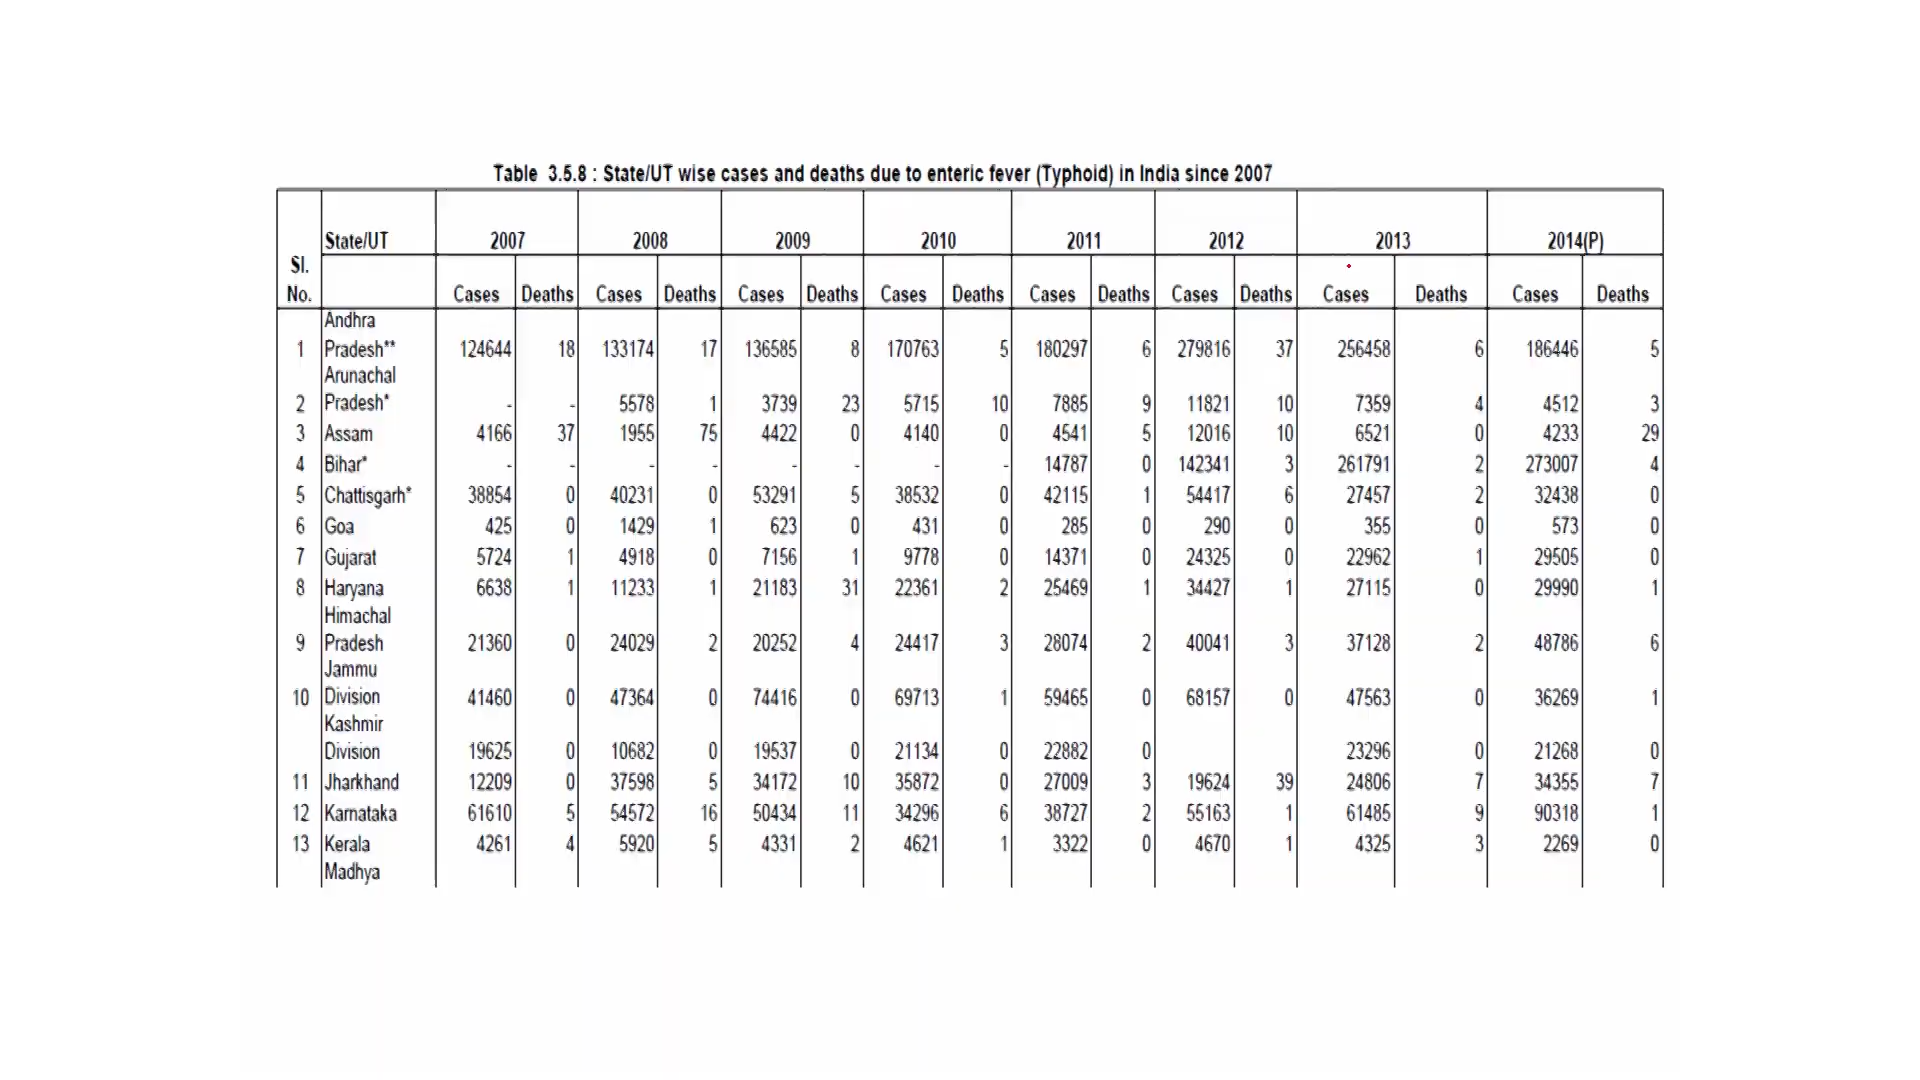 Table 3.5.8 : State/UT wise cases and deaths due to enteric fever (Typhoid) in India since 2007
State/UT 2007 2008 2009 2010 2011 2012 2013 2014(P)
Sl.
No. Cases Deaths Cases Deaths Cases Deaths Cases Deaths Cases Deaths Cases Deaths Cases Deaths Cases Deaths
Andhra
1 Pradesh** 124644 18 133174 17 136585 8 170763 5 180297 6 279816 37 256458 6 186446 5
Arunachal
2 Pradesh* - - 5578 1 3739 23 5715 10 7885 9 11821 10 7359 4 4512 3
3 Assam 4166 37 1955 75 4422 0 4140 0 4541 5 12016 10 6521 0 4233 29
4 Bihar* - - - - - - - - 14787 0 142341 3 261791 2 273007 4
5 Chattisgarh* 38854 0 40231 0 53291 5 38532 0 42115 1 54417 6 27457 2 32438 0
6 Goa 425 0 1429 1 623 0 431 0 285 0 290 0 355 0 573 0
7 Gujarat 5724 1 4918 0 7156 1 9778 0 14371 0 24325 0 22962 1 29505 0
8 Haryana 6638 1 11233 1 21183 31 22361 2 25469 1 34427 1 27115 0 29990 1
Himachal
9 Pradesh 21360 0 24029 2 20252 4 24417 3 28074 2 40041 3 37128 2 48786 6
Jammu
10 Division 41460 0 47364 0 74416 0 69713 1 59465 0 68157 0 47563 0 36269 1
Kashmir
Division 19625 0 10682 0 19537 0 21134 0 22882 0 23296 0 21268 0
11 Jharkhand 12209 0 37598 5 34172 10 35872 0 27009 3 19624 39 24806 7 34355 7
12 Karnataka 61610 5 54572 16 50434 11 34296 6 38727 2 55163 1 61485 9 90318 1
13 Kerala 4261 4 5920 5 4331 2 4621 1 3322 0 4670 1 4325 3 2269 0
Madhya